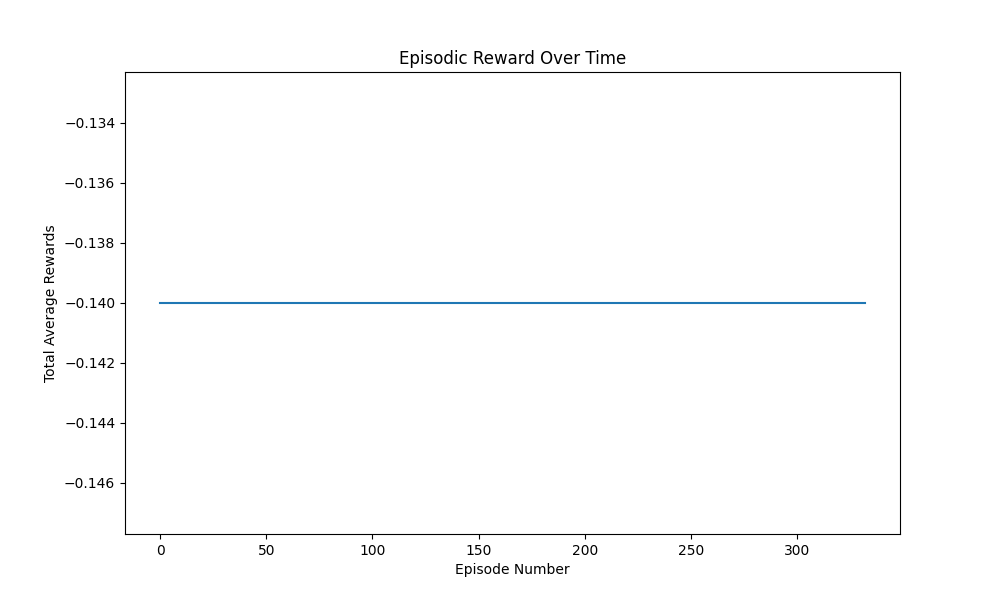 Episodic Reward Over Time
Total Average Rewards
−0.134
−0.136
−0.138
−0.140
−0.142
−0.144
−0.146
0 50 100 150 200 250 300
Episode Number